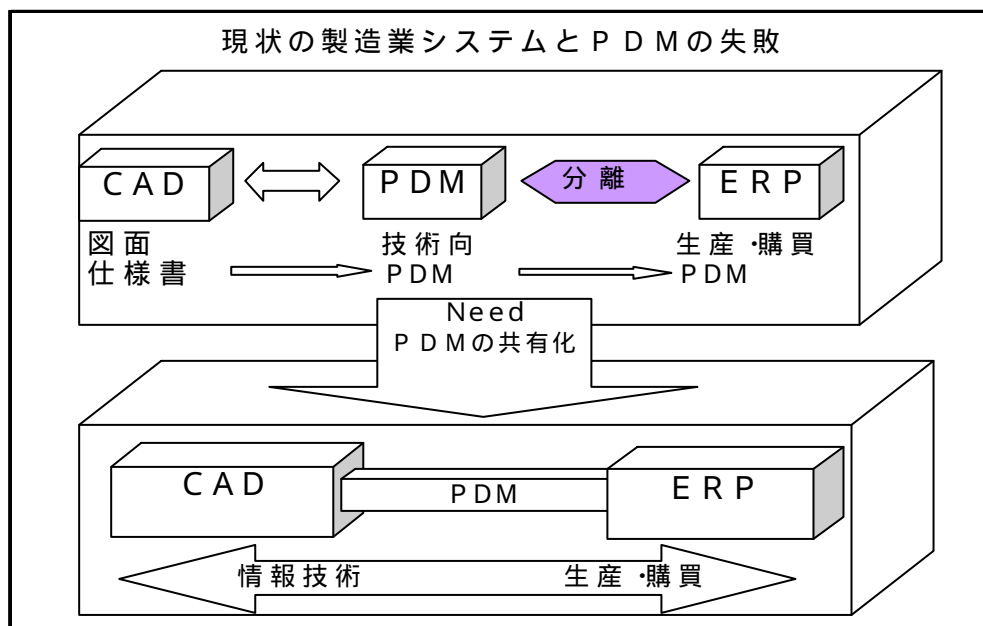 現状の製造業システムとＰＤＭの失敗
ＣＡＤ
ＰＤＭ
分離
ＥＲＰ
図面
仕様書
技術向
ＰＤＭ
生産・購買
ＰＤＭ
Need
ＰＤＭの共有化
ＣＡＤ
ＰＤＭ
ＥＲＰ
情報技術
生産・購買